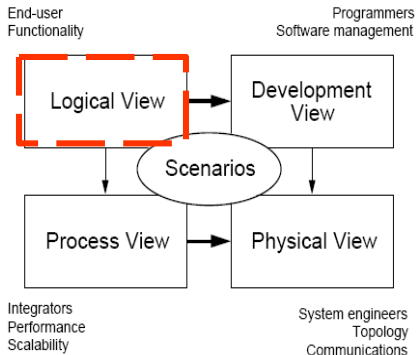 End-user
Functionality
Programmers
Software management
Logical View
Development
View
Scenarios
Process View
Physical View
Integrators
Performance
Scalability
System engineers
Topology
Communications